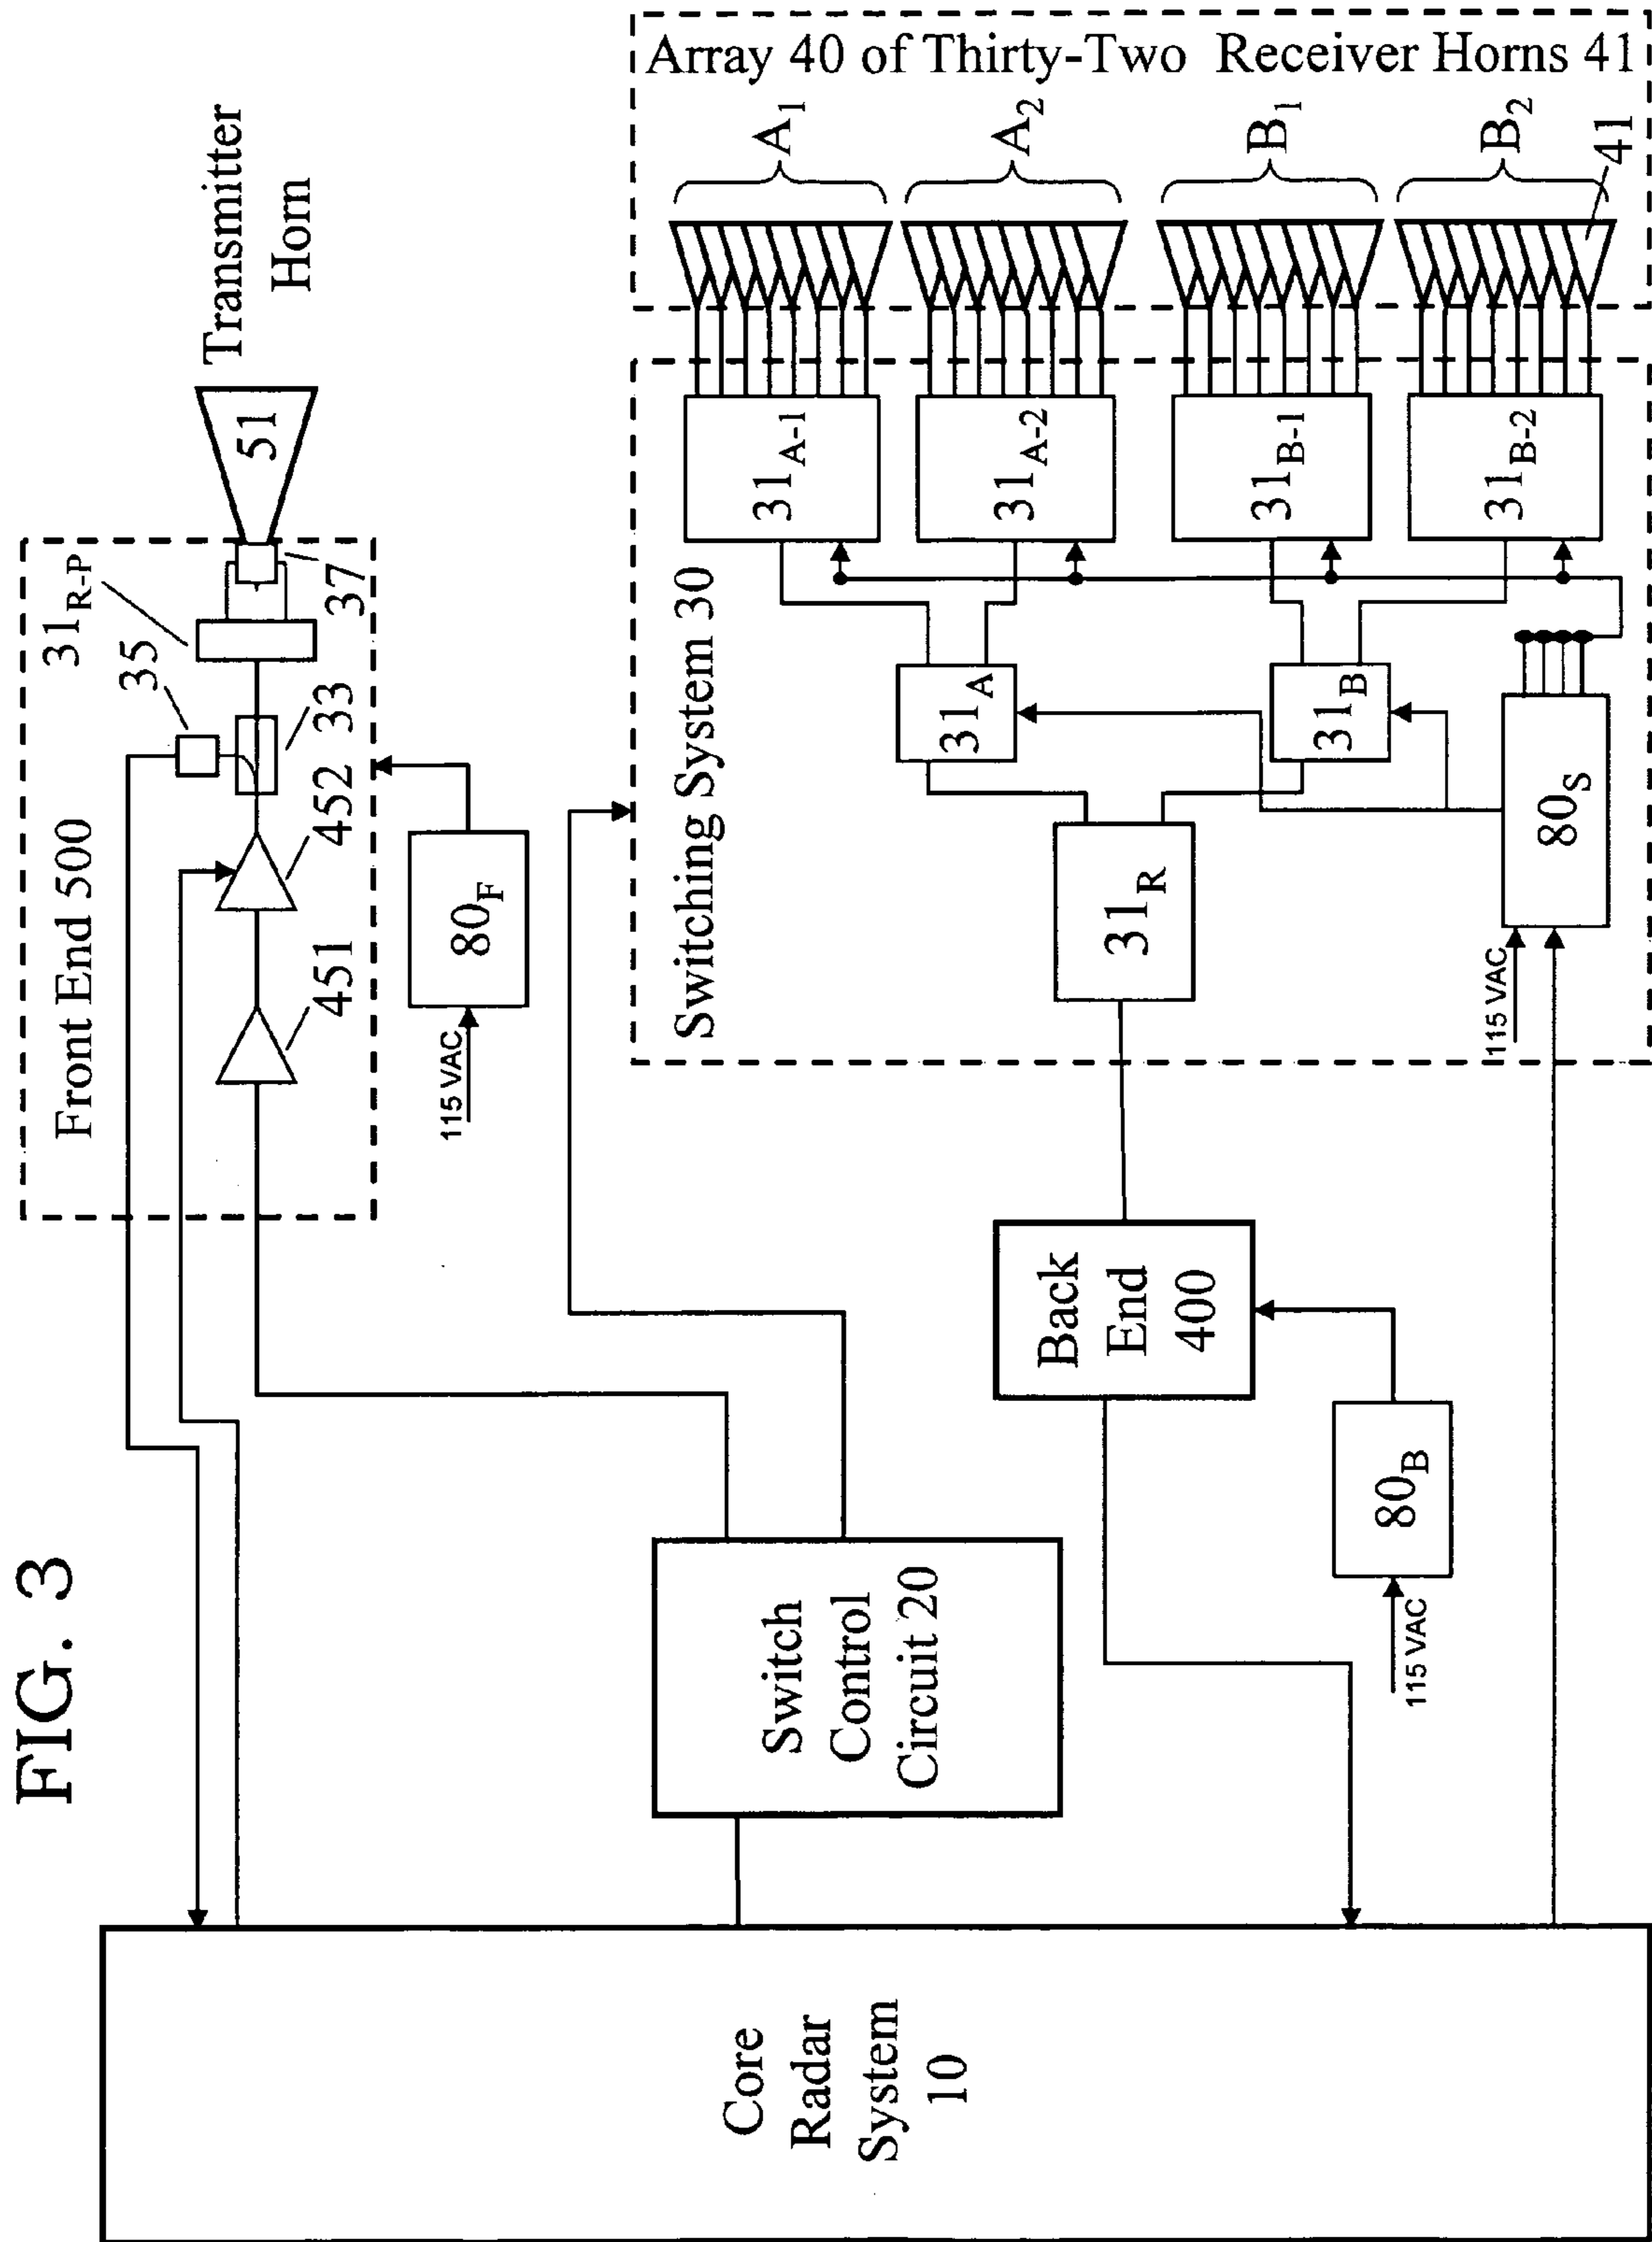 FIG. 3
Core
Radar
System
10
Switch
Control
Circuit 20
Front End 500
451
452
33
35
31R-P
37
51
Transmitter
Horn
115 VAC
80F
Back
End
400
115 VAC
80B
Switching System 30
31R
31A
31B
115 VAC
80S
31A-1
31A-2
31B-1
31B-2
Array 40 of Thirty-Two Receiver Horns 41
A1
A2
B1
B2
41